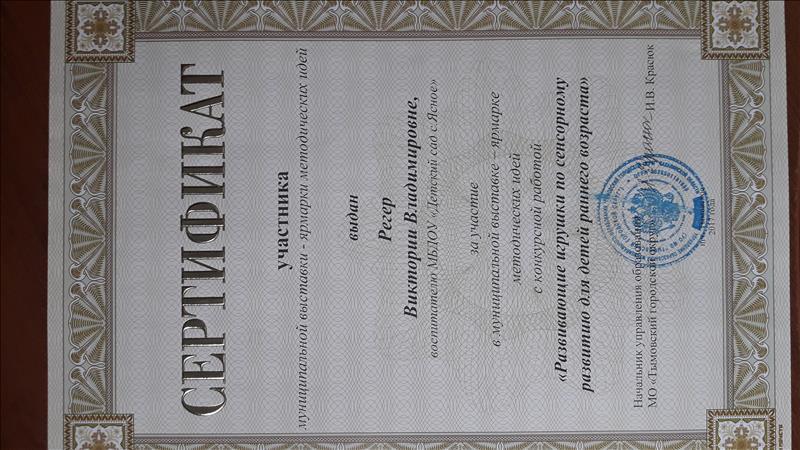 СЕРТИФИКАТ
участника
муниципальной выставки - ярмарки методических идей
выдан
Регер
Виктории Владимировне,
воспитателю МБДОУ «Детский сад с.Ясное»
за участие
в муниципальной выставке – ярмарке
методических идей
с конкурсной работой
«Развивающие игрушки по сенсорному
развитию для детей раннего возраста»
Начальник управления образования
МО «Тымовский городской округ» И.В. Красюк